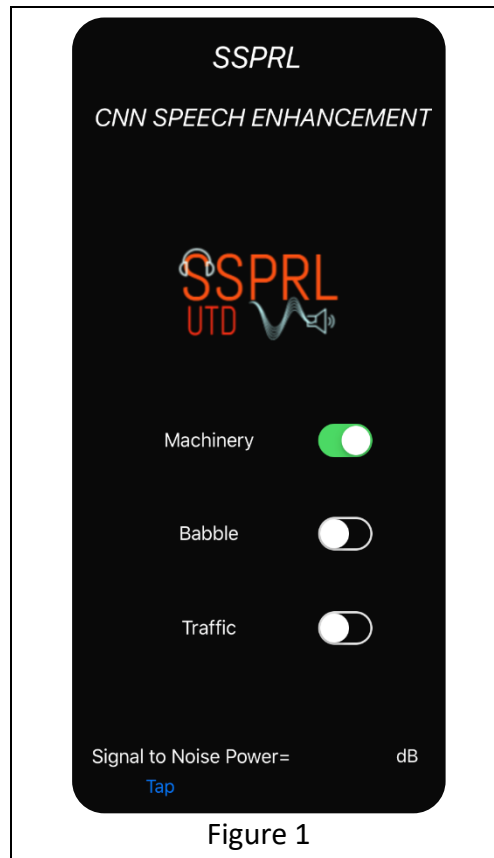 SSPRL
CNN SPEECH ENHANCEMENT
SSPRL
UTD
Machinery
Babble
Traffic
Signal to Noise Power= dB
Tap
Figure 1